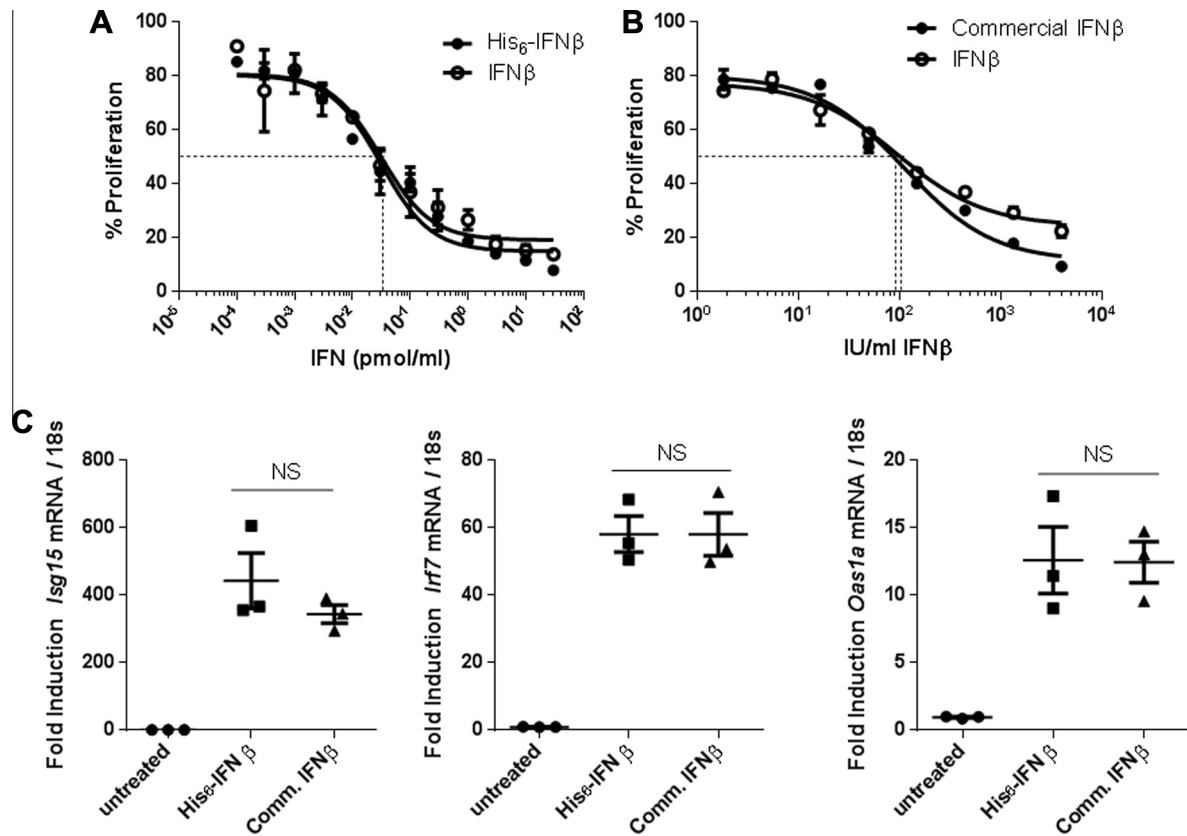 A
100
80
60
40
20
0
% Proliferation
His₆-IFNβ
IFNβ
10⁻⁵ 10⁻⁴ 10⁻³ 10⁻² 10⁻¹ 10⁰ 10¹ 10²
IFN (pmol/ml)
B
100
80
60
40
20
0
% Proliferation
Commercial IFNβ
IFNβ
10⁰ 10¹ 10² 10³ 10⁴
IU/ml IFNβ
C
Fold Induction Isg15 mRNA / 18s
800
600
400
200
0
NS
untreated
His₆-IFN β
Comm. IFNβ
Fold Induction Irf7 mRNA / 18s
80
60
40
20
0
NS
untreated
His₆-IFN β
Comm. IFNβ
Fold Induction Oas1a mRNA / 18s
20
15
10
5
0
NS
untreated
His₆-IFN β
Comm. IFNβ